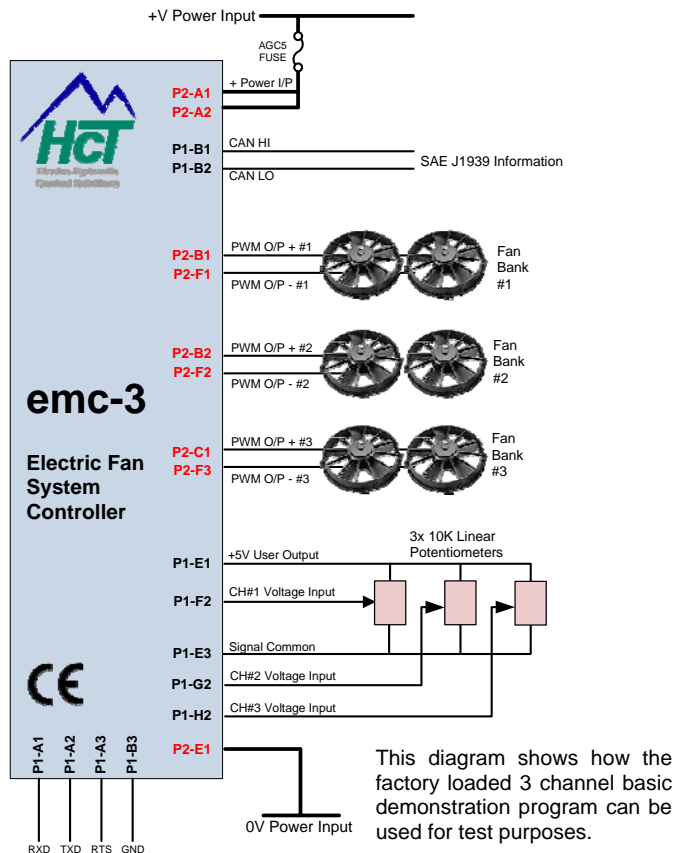 +V Power Input
AGC5
FUSE
+ Power I/P
P2-A1
P2-A2
HCT
Electro-Hydraulic
Control Solutions
P1-B1
CAN HI
P1-B2
CAN LO
SAE J1939 Information
P2-B1
PWM O/P + #1
P2-F1
PWM O/P - #1
Fan
Bank
#1
P2-B2
PWM O/P + #2
P2-F2
PWM O/P - #2
Fan
Bank
#2
emc-3
P2-C1
PWM O/P + #3
P2-F3
PWM O/P - #3
Fan
Bank
#3
Electric Fan
System
Controller
3x 10K Linear
Potentiometers
P1-E1
+5V User Output
P1-F2
CH#1 Voltage Input
P1-E3
Signal Common
P1-G2
CH#2 Voltage Input
P1-H2
CH#3 Voltage Input
CE
P2-E1
P1-A1
P1-A2
P1-A3
P1-B3
RXD
TXD
RTS
GND
0V Power Input
This diagram shows how the
factory loaded 3 channel basic
demonstration program can be
used for test purposes.